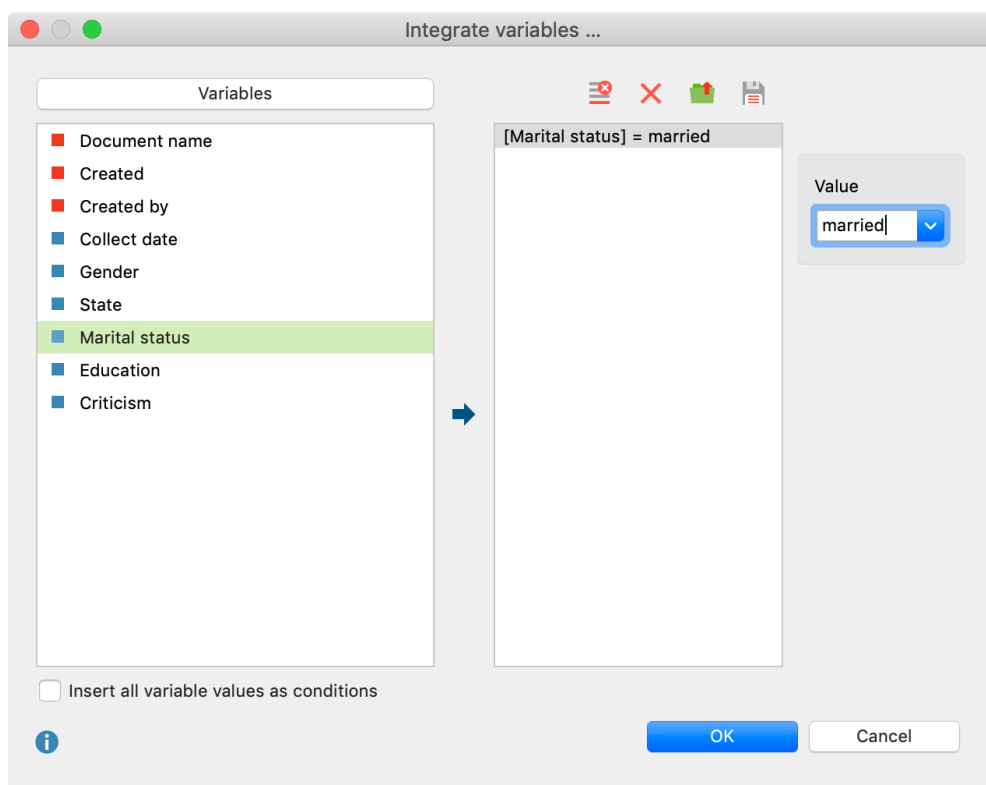 Integrate variables ...
Variables
Document name
Created
Created by
Collect date
Gender
State
Marital status
Education
Criticism
[Marital status] = married
Value
married
Insert all variable values as conditions
i
OK
Cancel